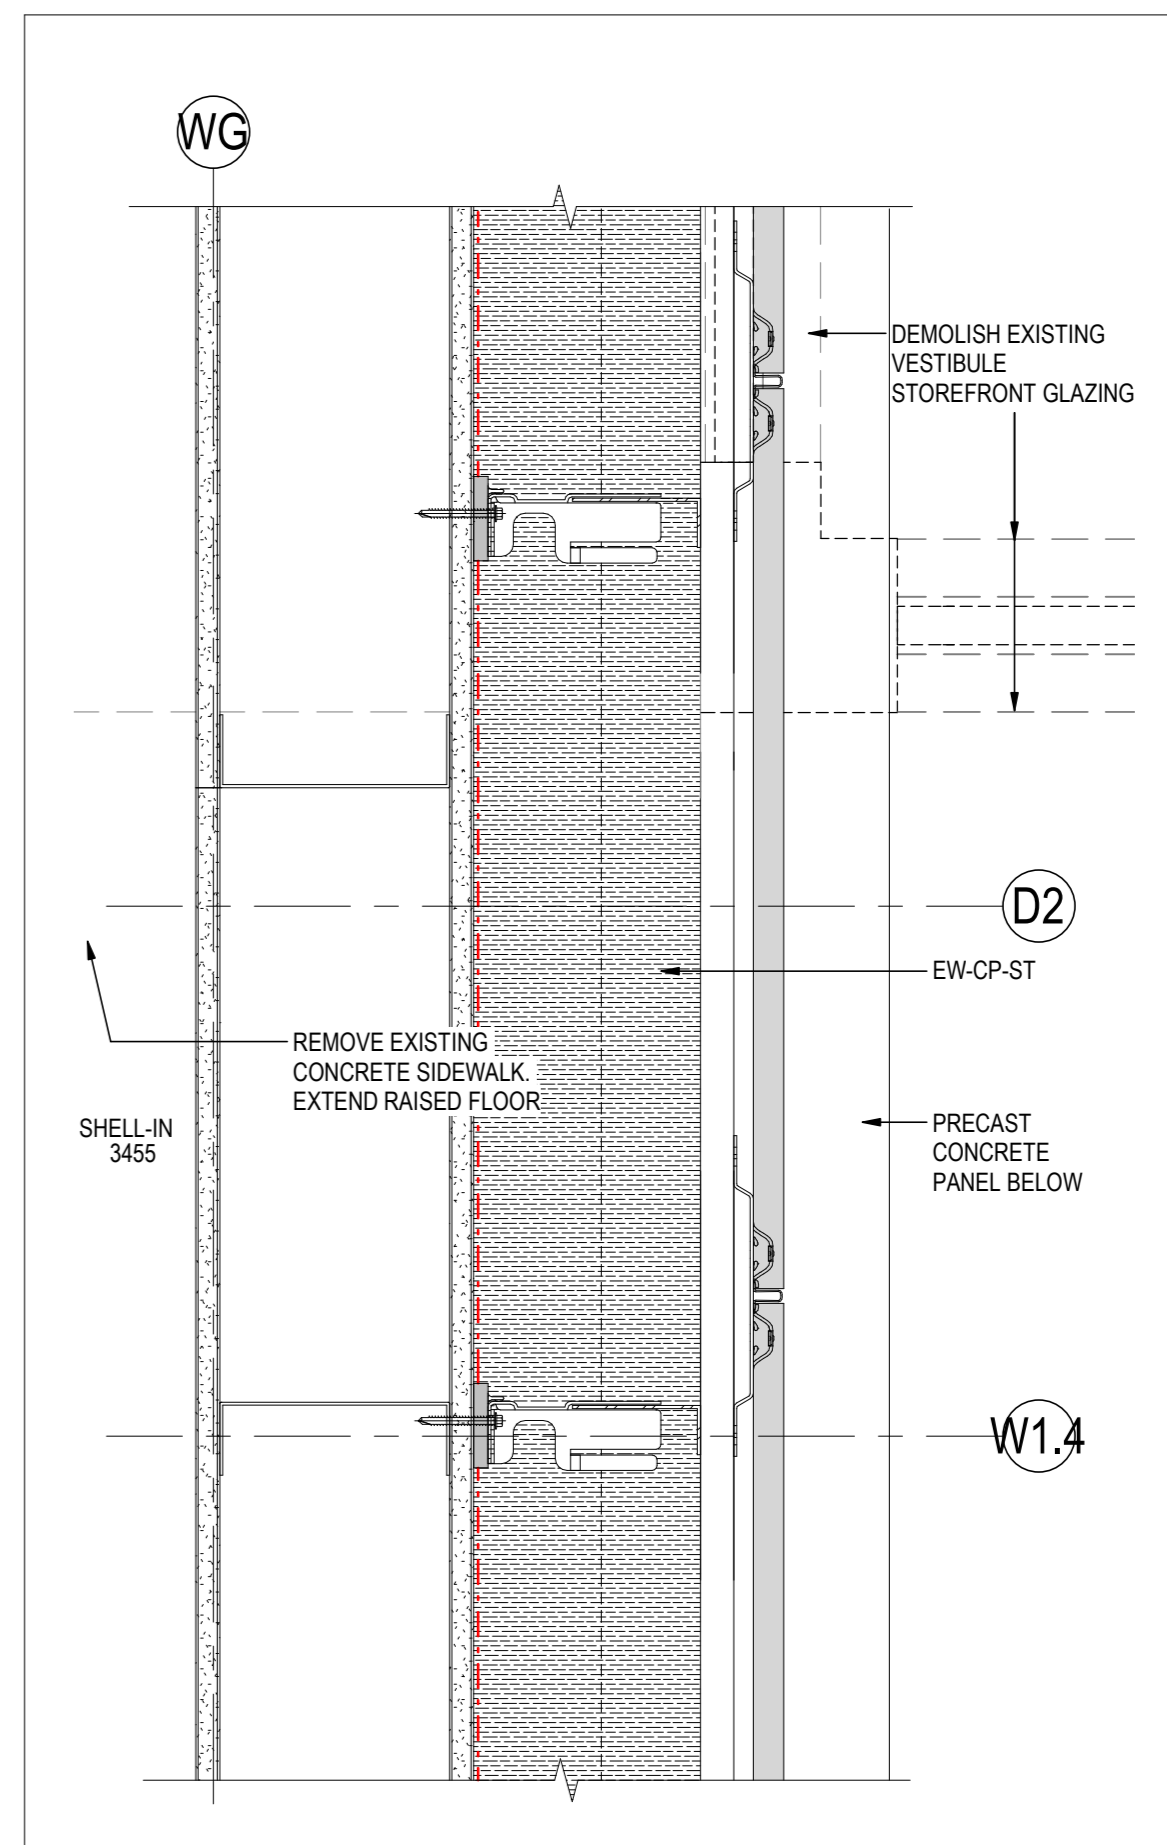 WG
DEMOLISH EXISTING
VESTIBULE
STOREFRONT GLAZING
D2
EW-CP-ST
REMOVE EXISTING
CONCRETE SIDEWALK.
EXTEND RAISED FLOOR
SHELL-IN
3455
PRECAST
CONCRETE
PANEL BELOW
W1.4